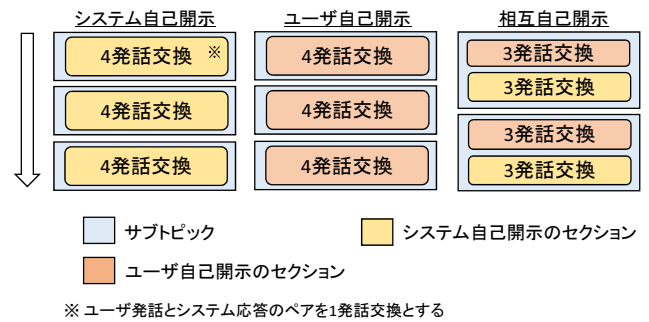 システム自己開示
ユーザ自己開示
相互自己開示
4発話交換 ※
4発話交換
4発話交換
4発話交換
4発話交換
4発話交換
3発話交換
3発話交換
3発話交換
3発話交換
サブトピック
システム自己開示のセクション
ユーザ自己開示のセクション
※ ユーザ発話とシステム応答のペアを1発話交換とする